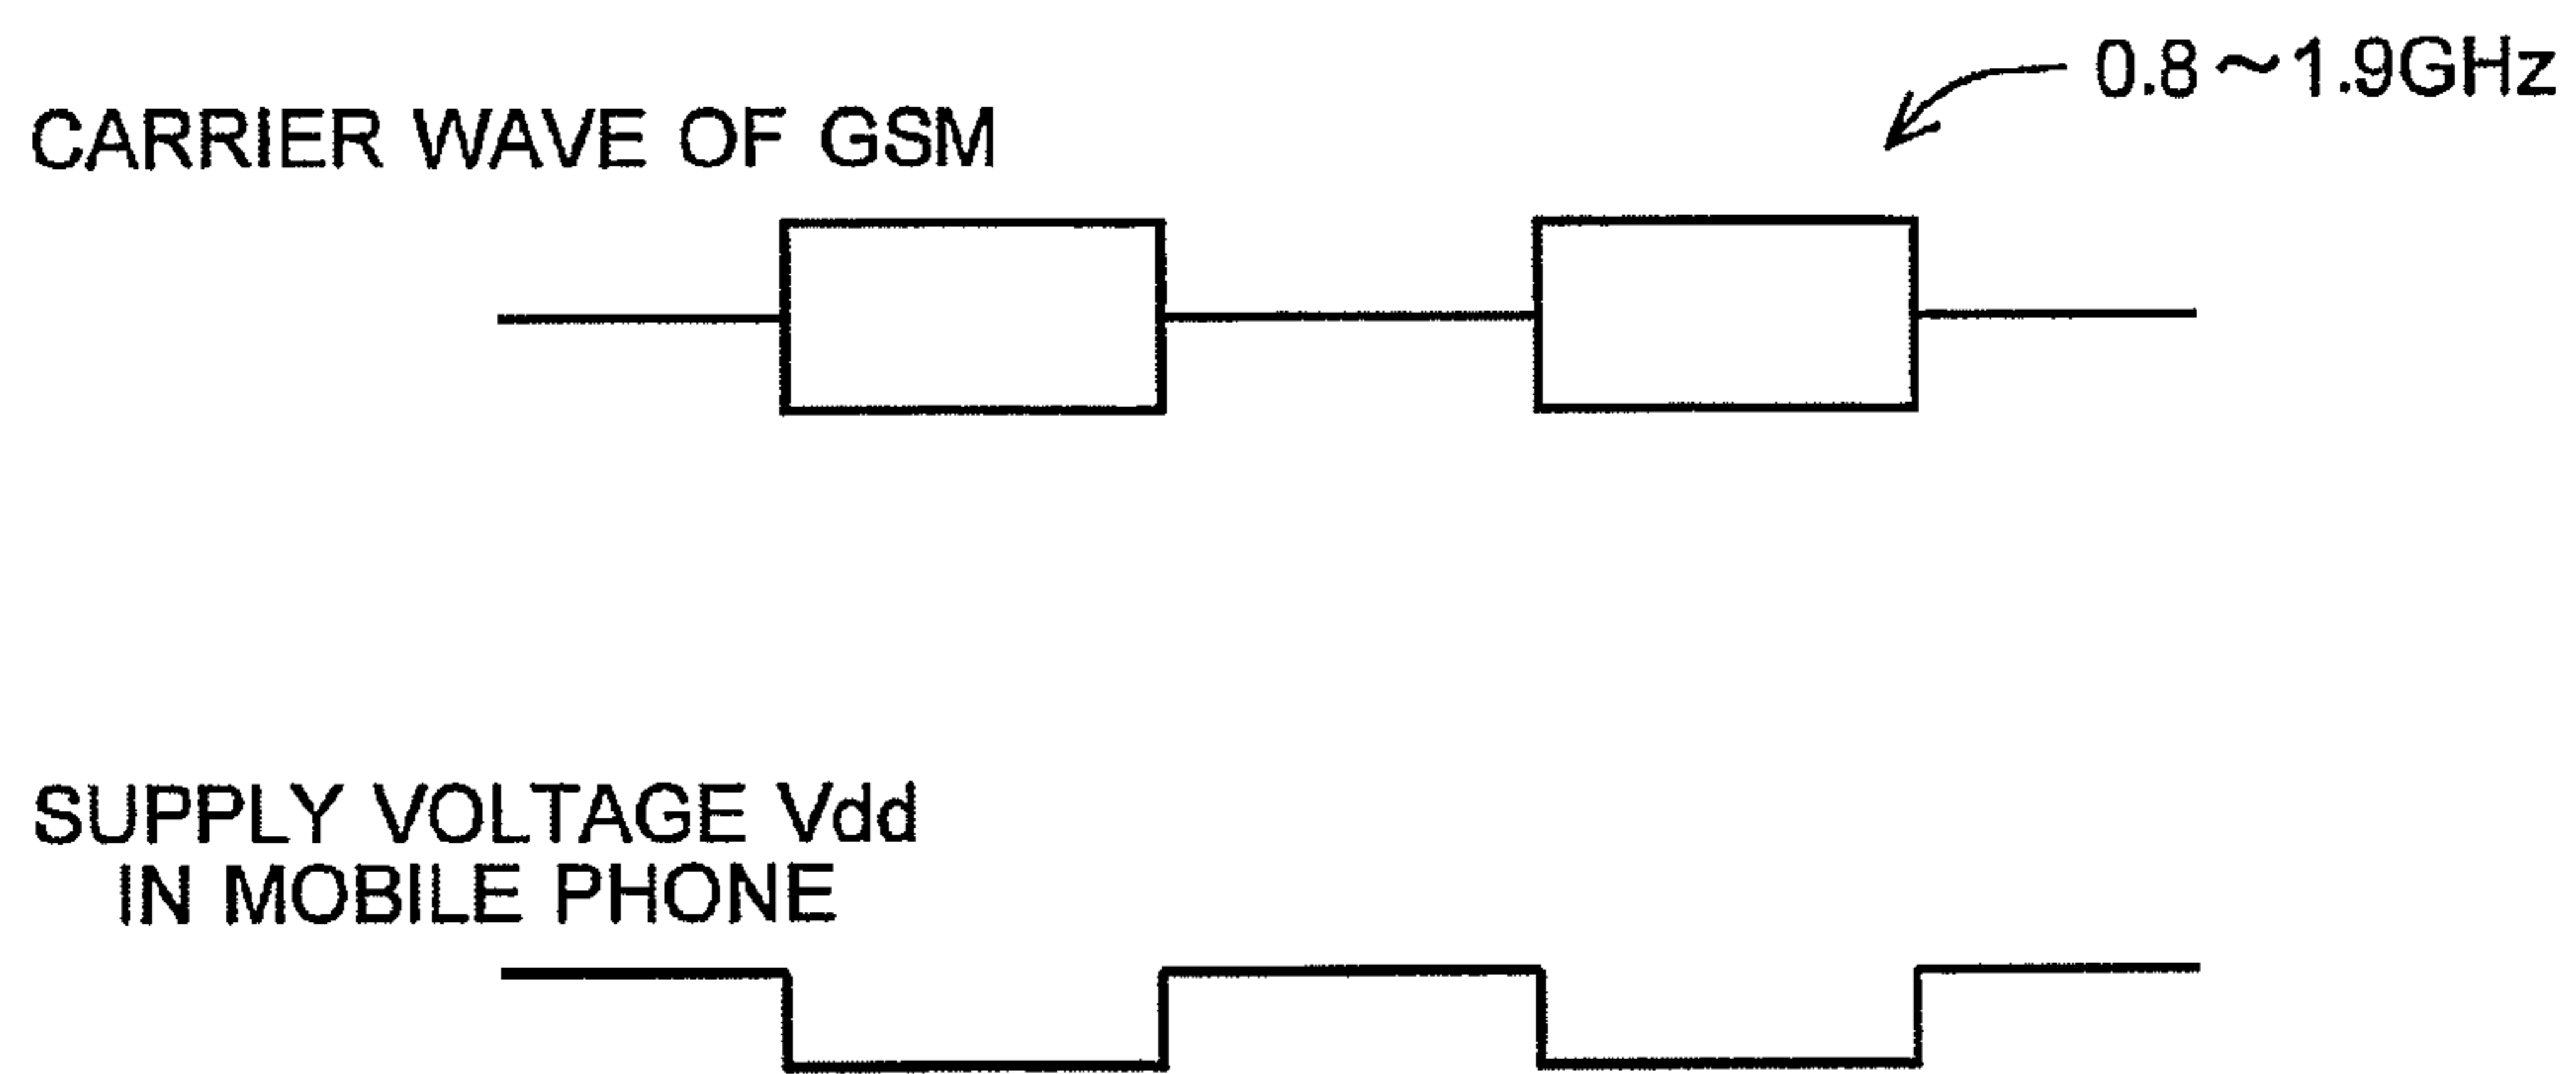 0.8~1.9GHz
CARRIER WAVE OF GSM
SUPPLY VOLTAGE Vdd
IN MOBILE PHONE